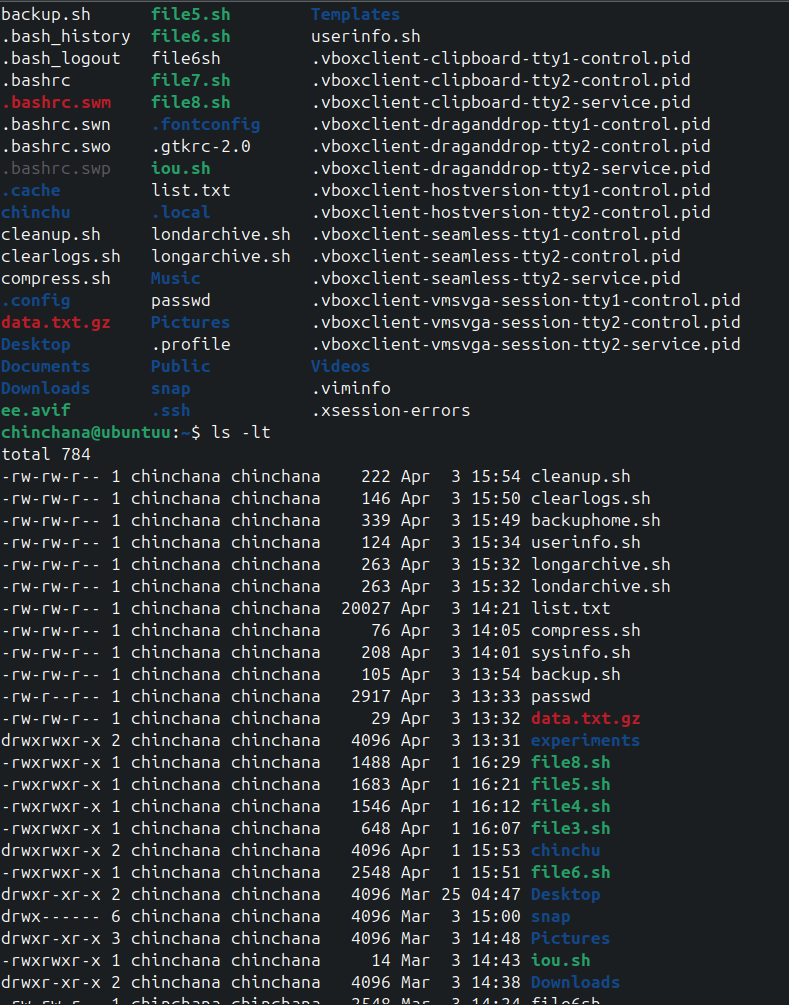 backup.sh      file5.sh       Templates
.bash_history  file6.sh       userinfo.sh
.bash_logout   file6sh        .vboxclient-clipboard-tty1-control.pid
.bashrc        file7.sh       .vboxclient-clipboard-tty2-control.pid
.bashrc.swm    file8.sh       .vboxclient-clipboard-tty2-service.pid
.bashrc.swn    .fontconfig    .vboxclient-draganddrop-tty1-control.pid
.bashrc.swo    .gtkrc-2.0     .vboxclient-draganddrop-tty2-control.pid
.bashrc.swp    iou.sh         .vboxclient-draganddrop-tty2-service.pid
.cache         list.txt       .vboxclient-hostversion-tty1-control.pid
chinchu        .local         .vboxclient-hostversion-tty2-control.pid
cleanup.sh     londarchive.sh  .vboxclient-seamless-tty1-control.pid
clearlogs.sh   longarchive.sh  .vboxclient-seamless-tty2-control.pid
compress.sh    Music          .vboxclient-seamless-tty2-service.pid
.config        passwd         .vboxclient-vmsvga-session-tty1-control.pid
data.txt.gz    Pictures       .vboxclient-vmsvga-session-tty2-control.pid
Desktop        .profile       .vboxclient-vmsvga-session-tty2-service.pid
Documents      Public         Videos
Downloads      snap           .viminfo
ee.avif        .ssh           .xsession-errors
chinchana@ubuntuu:~$ ls -lt
total 784
-rw-rw-r-- 1 chinchana chinchana    222 Apr  3 15:54 cleanup.sh
-rw-rw-r-- 1 chinchana chinchana    146 Apr  3 15:50 clearlogs.sh
-rw-rw-r-- 1 chinchana chinchana    339 Apr  3 15:49 backuphome.sh
-rw-rw-r-- 1 chinchana chinchana    124 Apr  3 15:34 userinfo.sh
-rw-rw-r-- 1 chinchana chinchana    263 Apr  3 15:32 longarchive.sh
-rw-rw-r-- 1 chinchana chinchana    263 Apr  3 15:32 londarchive.sh
-rw-rw-r-- 1 chinchana chinchana  20027 Apr  3 14:21 list.txt
-rw-rw-r-- 1 chinchana chinchana     76 Apr  3 14:05 compress.sh
-rw-rw-r-- 1 chinchana chinchana    208 Apr  3 14:01 sysinfo.sh
-rw-rw-r-- 1 chinchana chinchana    105 Apr  3 13:54 backup.sh
-rw-r--r-- 1 chinchana chinchana   2917 Apr  3 13:33 passwd
-rw-rw-r-- 1 chinchana chinchana     29 Apr  3 13:32 data.txt.gz
drwxrwxr-x 2 chinchana chinchana   4096 Apr  3 13:31 experiments
-rwxrwxr-x 1 chinchana chinchana   1488 Apr  1 16:29 file8.sh
-rwxrwxr-x 1 chinchana chinchana   1683 Apr  1 16:21 file5.sh
-rwxrwxr-x 1 chinchana chinchana   1546 Apr  1 16:12 file4.sh
-rwxrwxr-x 1 chinchana chinchana    648 Apr  1 16:07 file3.sh
drwxrwxr-x 2 chinchana chinchana   4096 Apr  1 15:53 chinchu
-rwxrwxr-x 1 chinchana chinchana   2548 Apr  1 15:51 file6.sh
drwxr-xr-x 2 chinchana chinchana   4096 Mar 25 04:47 Desktop
drwx------ 6 chinchana chinchana   4096 Mar  3 15:00 snap
drwxr-xr-x 3 chinchana chinchana   4096 Mar  3 14:48 Pictures
-rwxrwxr-x 1 chinchana chinchana     14 Mar  3 14:43 iou.sh
drwxr-xr-x 2 chinchana chinchana   4096 Mar  3 14:38 Downloads
-rw-rw-r-- 1 chinchana chinchana   2548 Mar  3 14:24 file6sh